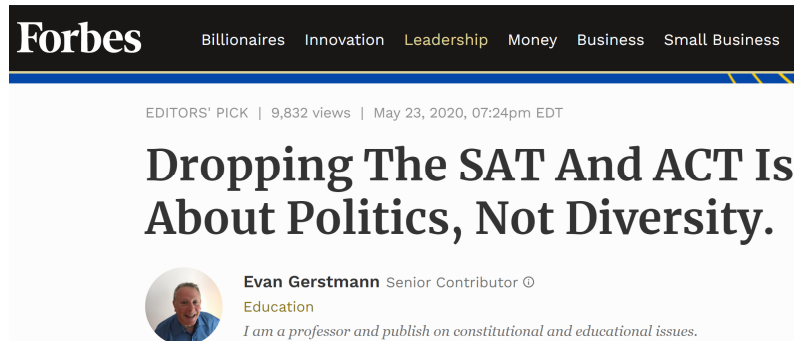 Forbes Billionaires Innovation Leadership Money Business Small Business
EDITORS' PICK | 9,832 views | May 23, 2020, 07:24pm EDT
Dropping The SAT And ACT Is
About Politics, Not Diversity.
Evan Gerstmann Senior Contributor
Education
I am a professor and publish on constitutional and educational issues.